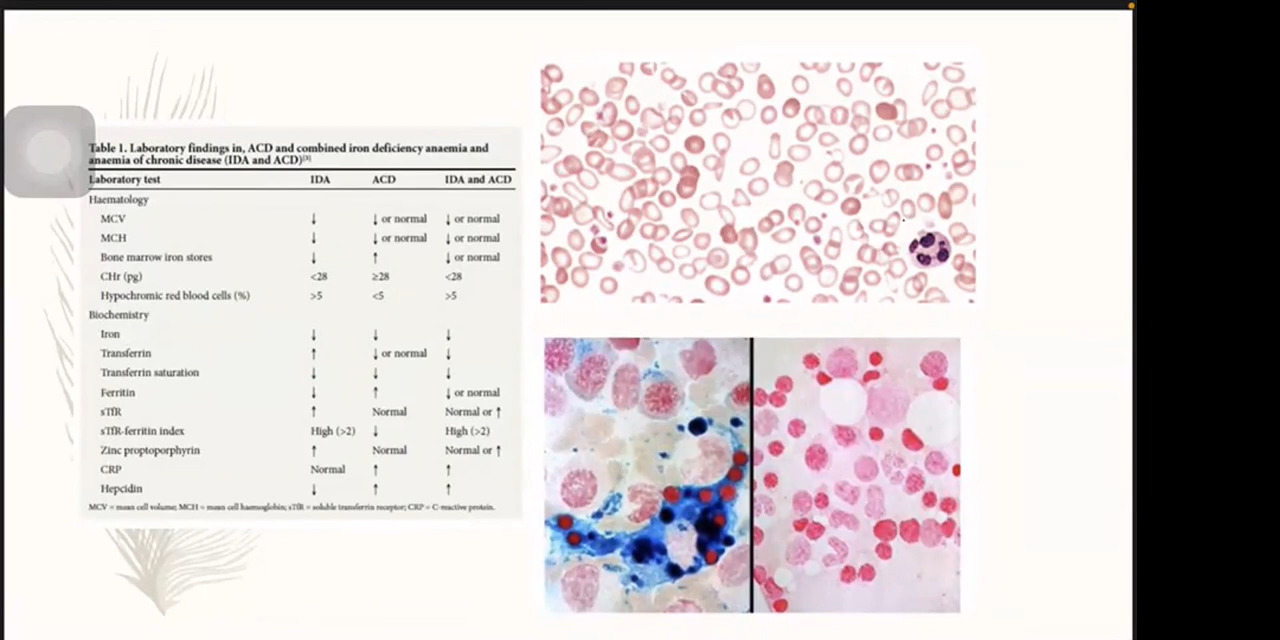 Table 1. Laboratory findings in, ACD and combined iron deficiency anaemia and
anaemia of chronic disease (IDA and ACD)[3]
Laboratory test IDA ACD IDA and ACD
Haematology
MCV ↓ ↓ or normal ↓ or normal
MCH ↓ ↓ or normal ↓ or normal
Bone marrow iron stores ↓ ↑ ↓ or normal
CHr (pg) <28 ≥28 <28
Hypochromic red blood cells (%) >5 <5 >5
Biochemistry
Iron ↓ ↓ ↓
Transferrin ↑ ↓ or normal ↓
Transferrin saturation ↓ ↓ ↓
Ferritin ↓ ↑ ↓ or normal
sTfR ↑ Normal Normal or ↑
sTfR-ferritin index High (>2) ↓ High (>2)
Zinc proptoporphyrin ↑ Normal Normal or ↑
CRP Normal ↑ ↑
Hepcidin ↓ ↑ ↑
MCV = mean cell volume; MCH = mean cell haemoglobin; sTfR = soluble transferrin receptor; CRP = C-reactive protein.